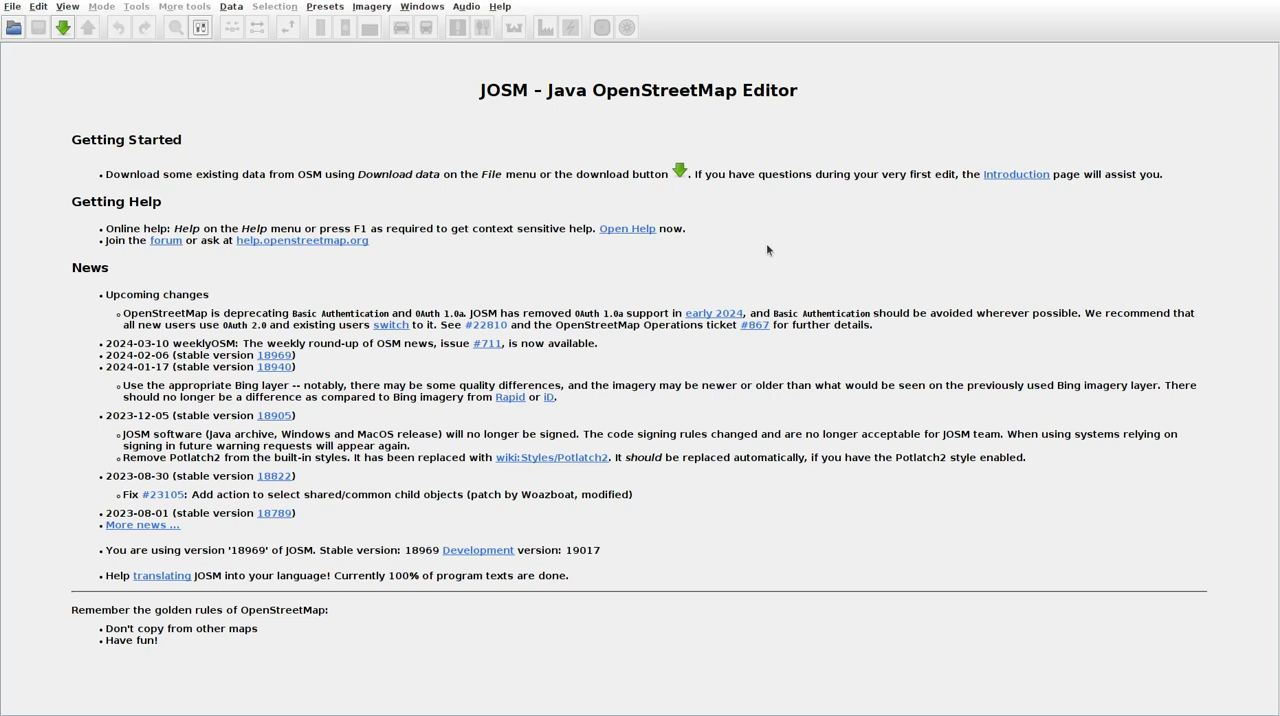 File Edit View Mode Tools More tools Data Selection Presets Imagery Windows Audio Help
JOSM – Java OpenStreetMap Editor
Getting Started
Download some existing data from OSM using Download data on the File menu or the download button . If you have questions during your very first edit, the Introduction page will assist you.
Getting Help
Online help: Help on the Help menu or press F1 as required to get context sensitive help. Open Help now.
Join the forum or ask at help.openstreetmap.org
News
Upcoming changes
OpenStreetMap is deprecating Basic Authentication and OAuth 1.0a. JOSM has removed OAuth 1.0a support in early 2024, and Basic Authentication should be avoided wherever possible. We recommend that
all new users use OAuth 2.0 and existing users switch to it. See #22810 and the OpenStreetMap Operations ticket #867 for further details.
2024-03-10 weeklyOSM: The weekly round-up of OSM news, issue #711, is now available.
2024-02-06 (stable version 18969)
2024-01-17 (stable version 18940)
Use the appropriate Bing layer -- notably, there may be some quality differences, and the imagery may be newer or older than what would be seen on the previously used Bing imagery layer. There
should no longer be a difference as compared to Bing imagery from Rapid or iD.
2023-12-05 (stable version 18905)
JOSM software (Java archive, Windows and MacOS release) will no longer be signed. The code signing rules changed and are no longer acceptable for JOSM team. When using systems relying on
signing in future warning requests will appear again.
Remove Potlatch2 from the built-in styles. It has been replaced with wiki:Styles/Potlatch2. It should be replaced automatically, if you have the Potlatch2 style enabled.
2023-08-30 (stable version 18822)
Fix #23105: Add action to select shared/common child objects (patch by Woazboat, modified)
2023-08-01 (stable version 18789)
More news ...
You are using version '18969' of JOSM. Stable version: 18969 Development version: 19017
Help translating JOSM into your language! Currently 100% of program texts are done.
Remember the golden rules of OpenStreetMap:
Don't copy from other maps
Have fun!